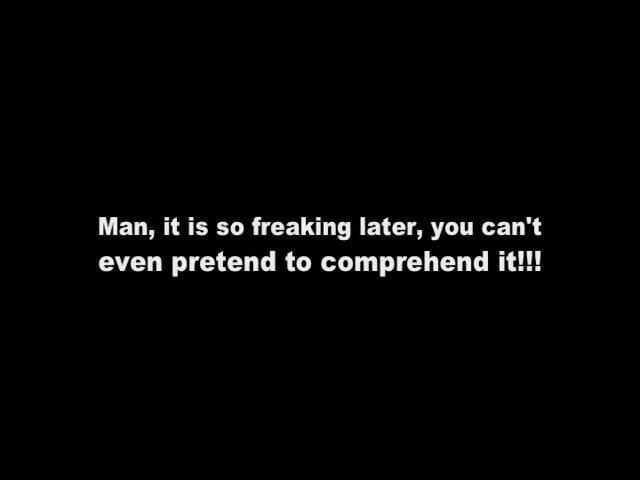 Man, it is so freaking later, you can't
even pretend to comprehend it!!!